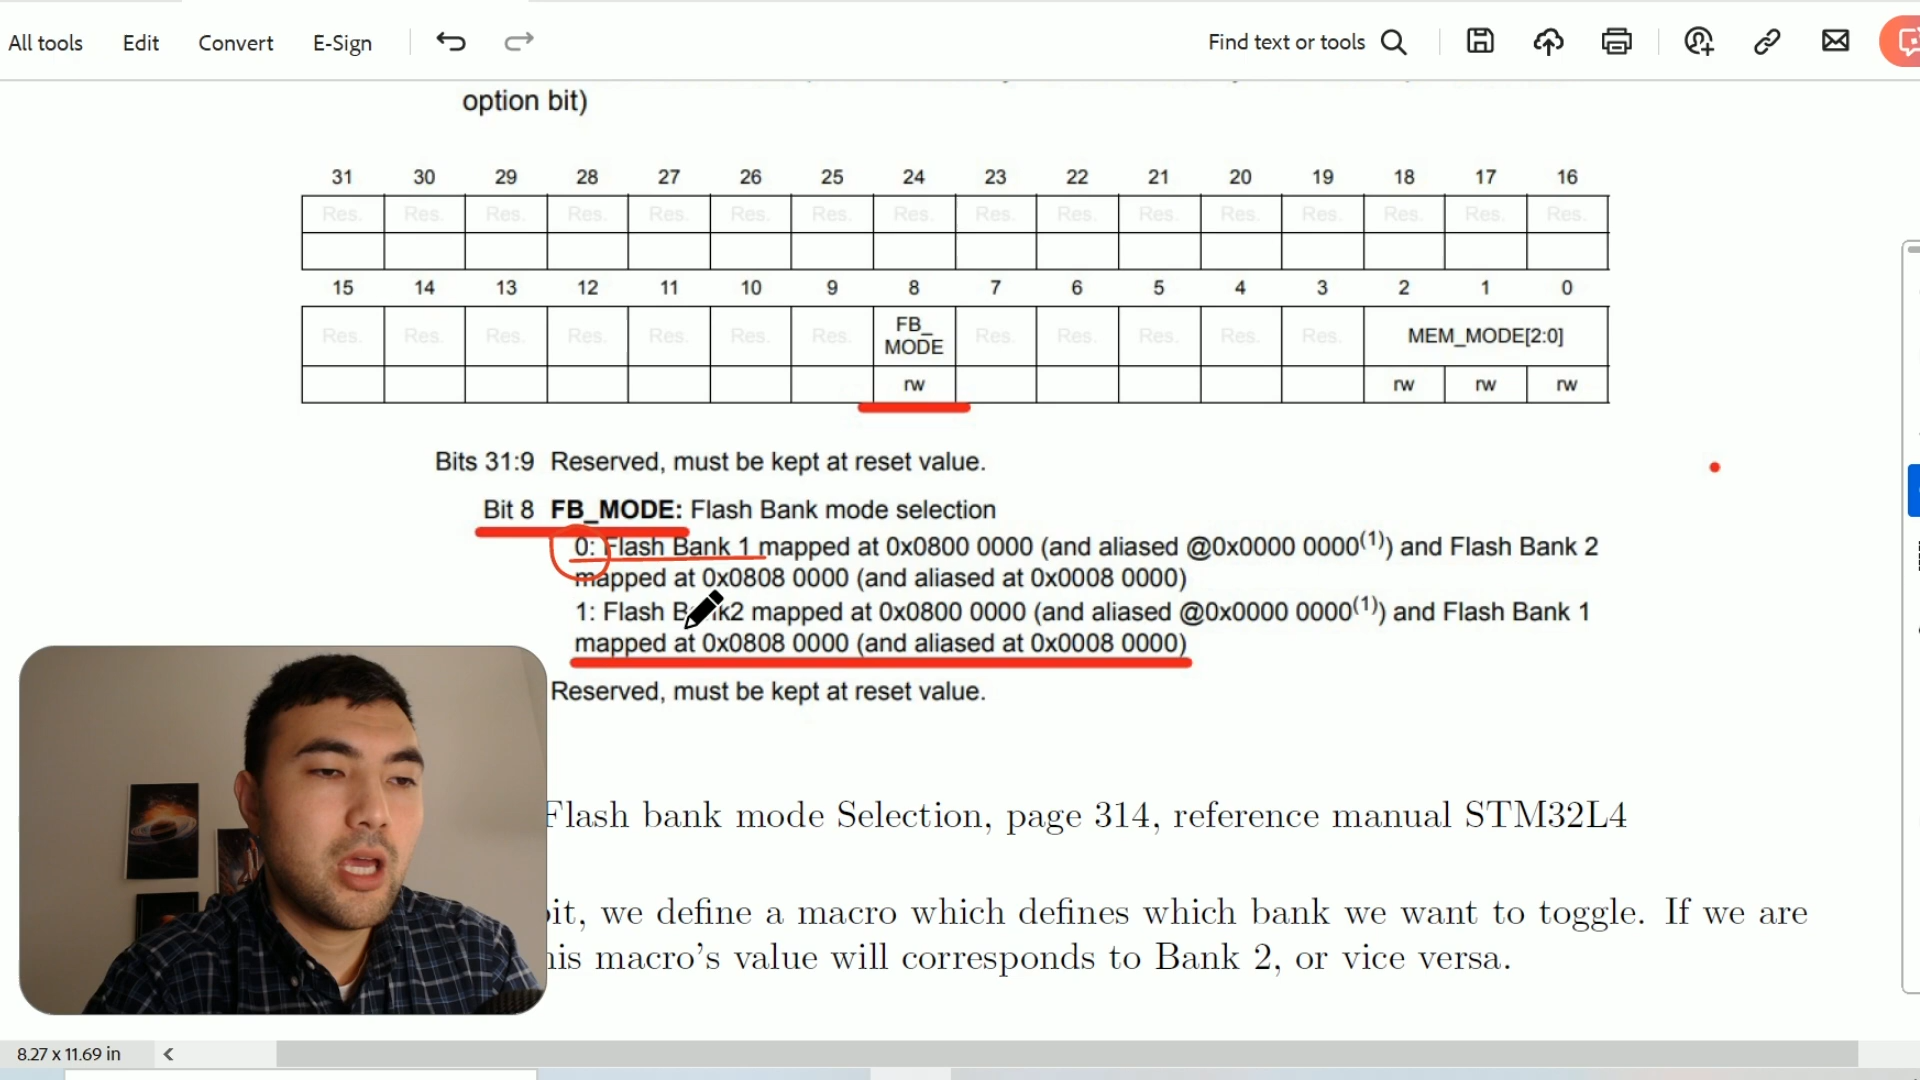 All tools Edit Convert E-Sign Find text or tools
option bit)
31 30 29 28 27 26 25 24 23 22 21 20 19 18 17 16
Res. Res. Res. Res. Res. Res. Res. Res. Res. Res. Res. Res. Res. Res. Res. Res.
15 14 13 12 11 10 9 8 7 6 5 4 3 2 1 0
Res. Res. Res. Res. Res. Res. Res. FB_ MODE Res. Res. Res. Res. Res. MEM_MODE[2:0]
rw rw rw rw
Bits 31:9 Reserved, must be kept at reset value.
Bit 8 FB_MODE: Flash Bank mode selection
0: Flash Bank 1 mapped at 0x0800 0000 (and aliased @0x0000 0000(1)) and Flash Bank 2
mapped at 0x0808 0000 (and aliased at 0x0008 0000)
1: Flash Bank2 mapped at 0x0800 0000 (and aliased @0x0000 0000(1)) and Flash Bank 1
mapped at 0x0808 0000 (and aliased at 0x0008 0000)
Reserved, must be kept at reset value.
Flash bank mode Selection, page 314, reference manual STM32L4
bit, we define a macro which defines which bank we want to toggle. If we are
his macro's value will corresponds to Bank 2, or vice versa.
8.27 x 11.69 in